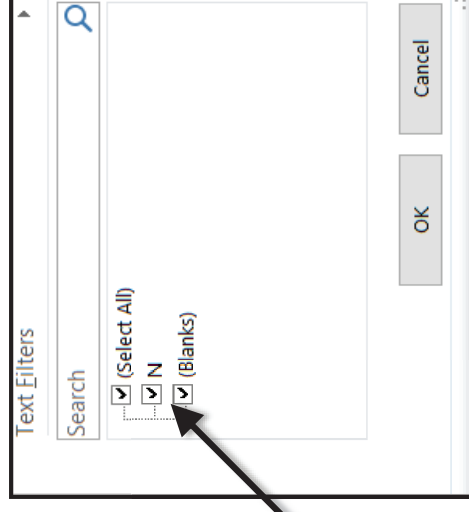 Text Filters
Search
(Select All)
N
(Blanks)
OK
Cancel